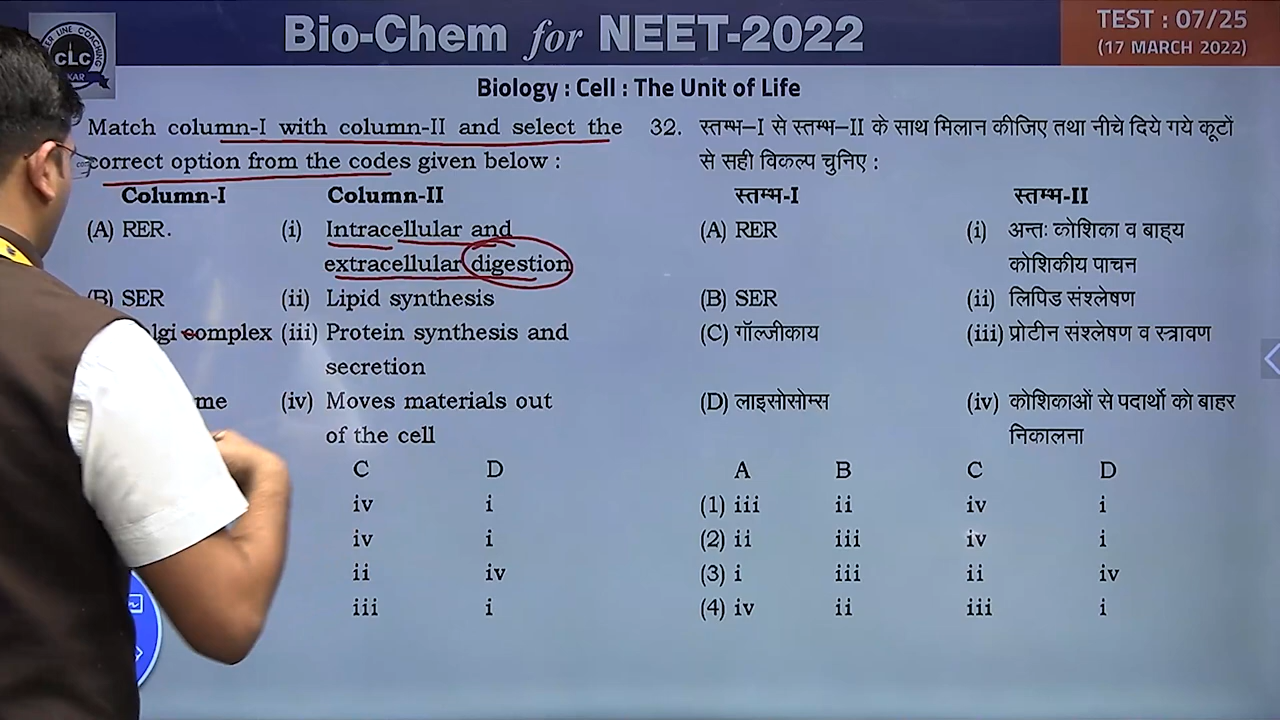 Bio-Chem for NEET-2022
TEST : 07/25
(17 MARCH 2022)
CLC
Biology : Cell : The Unit of Life
Match column-I with column-II and select the
correct option from the codes given below :
Column-I Column-II
(A) RER. (i) Intracellular and
extracellular digestion
(B) SER (ii) Lipid synthesis
complex (iii) Protein synthesis and
secretion
(iv) Moves materials out
of the cell
C D
iv i
iv i
ii iv
iii i
32. स्तम्भ–I से स्तम्भ–II के साथ मिलान कीजिए तथा नीचे दिये गये कूटों
से सही विकल्प चुनिए :
स्तम्भ-I स्तम्भ-II
(A) RER (i) अन्तः कोशिका व बाह्य
कोशिकीय पाचन
(B) SER (ii) लिपिड संश्लेषण
(C) गॉल्जीकाय (iii) प्रोटीन संश्लेषण व स्त्रावण
(D) लाइसोसोम्स (iv) कोशिकाओं से पदार्थो को बाहर
निकालना
A B C D
(1) iii ii iv i
(2) ii iii iv i
(3) i iii ii iv
(4) iv ii iii i